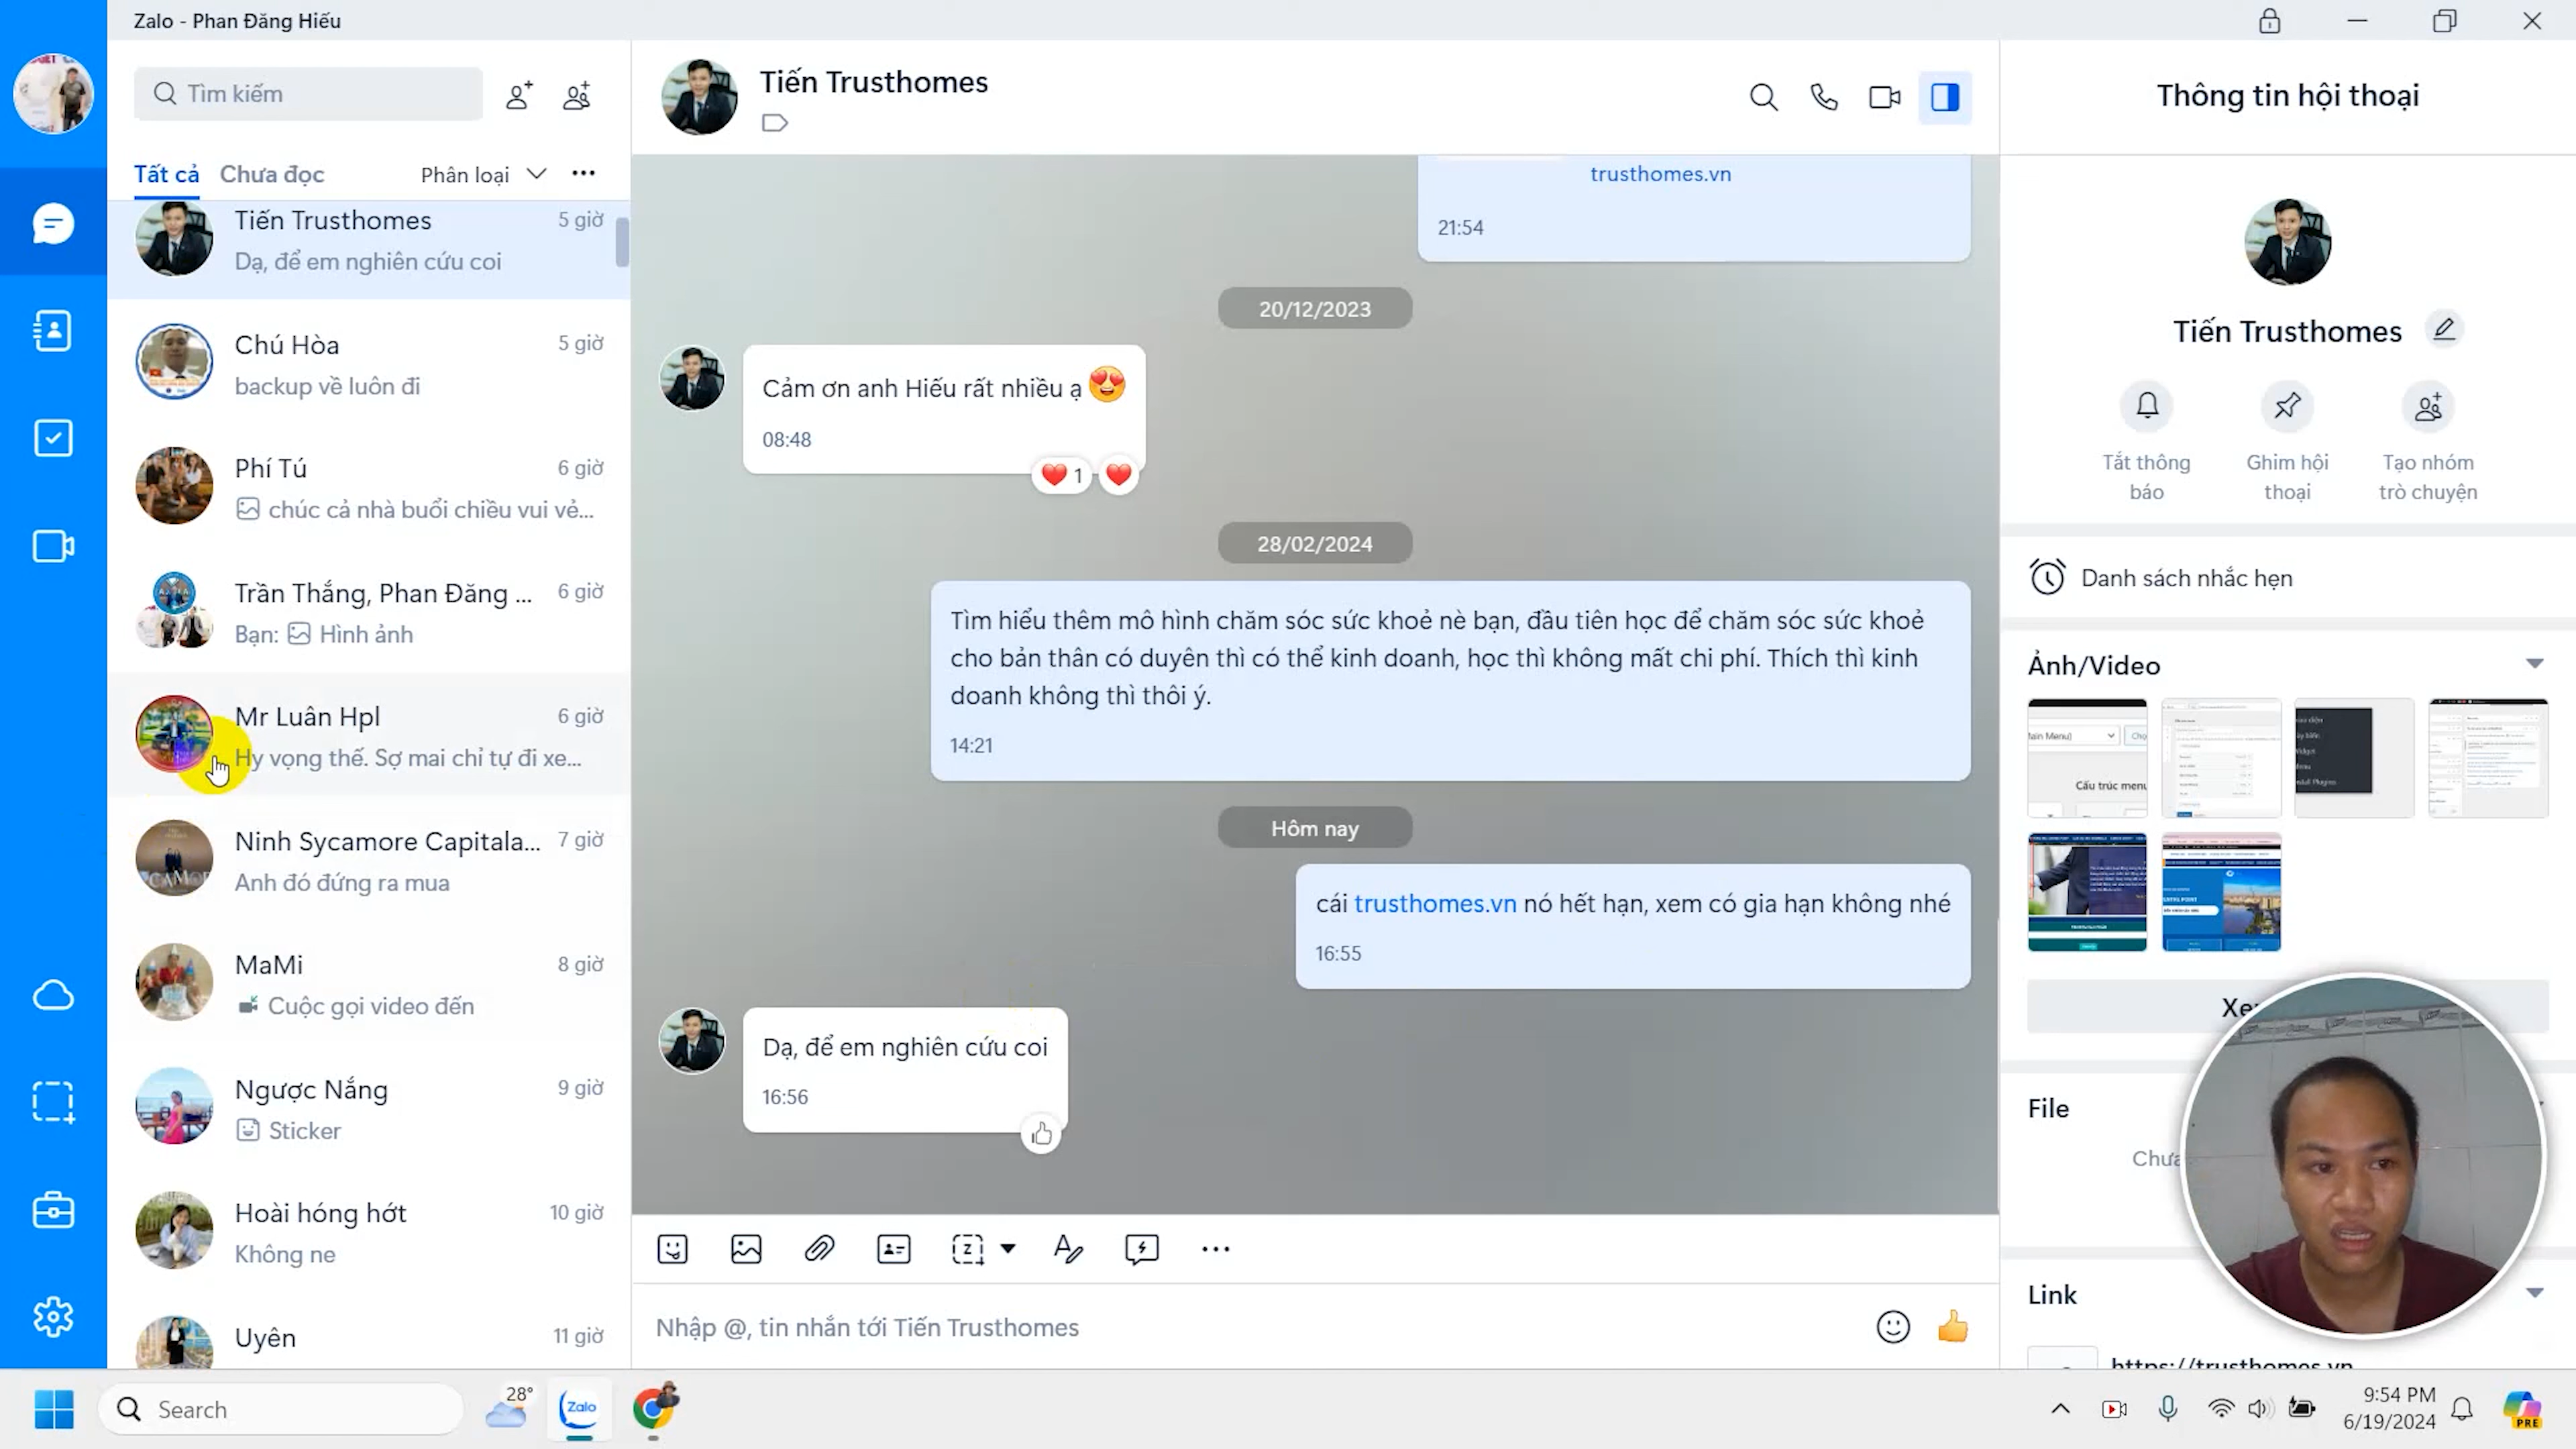 Zalo - Phan Đăng Hiếu
Tìm kiếm
Tất cả
Chưa đọc
Phân loại
Tiến Trusthomes
5 giờ
Dạ, để em nghiên cứu coi
Chú Hòa
5 giờ
backup về luôn đi
Phí Tú
6 giờ
chúc cả nhà buổi chiều vui vẻ...
Trần Thắng, Phan Đăng ...
6 giờ
Bạn: Hình ảnh
Mr Luân Hpl
6 giờ
Hy vọng thế. Sợ mai chỉ tự đi xe...
Ninh Sycamore Capitala...
7 giờ
Anh đó đứng ra mua
MaMi
8 giờ
Cuộc gọi video đến
Ngược Nắng
9 giờ
Sticker
Hoài hóng hớt
10 giờ
Không ne
Uyên
11 giờ
Tiến Trusthomes
trusthomes.vn
21:54
20/12/2023
Cảm ơn anh Hiếu rất nhiều ạ
08:48
1
28/02/2024
Tìm hiểu thêm mô hình chăm sóc sức khoẻ nè bạn, đầu tiên học để chăm sóc sức khoẻ
cho bản thân có duyên thì có thể kinh doanh, học thì không mất chi phí. Thích thì kinh
doanh không thì thôi ý.
14:21
Hôm nay
cái trusthomes.vn nó hết hạn, xem có gia hạn không nhé
16:55
Dạ, để em nghiên cứu coi
16:56
Nhập @, tin nhắn tới Tiến Trusthomes
Thông tin hội thoại
Tiến Trusthomes
Tắt thông
báo
Ghim hội
thoại
Tạo nhóm
trò chuyện
Danh sách nhắc hẹn
Ảnh/Video
Main Menu)
Cấu trúc menu
File
Link
https://trusthomes.vn
Search
28°
Zalo
9:54 PM
6/19/2024
PRE